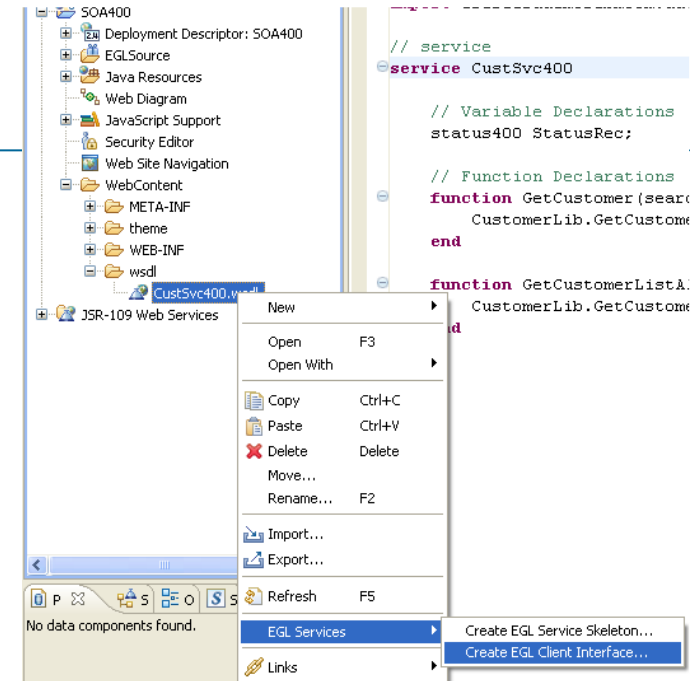 SOA400
Deployment Descriptor: SOA400
EGLSource
Java Resources
Web Diagram
JavaScript Support
Security Editor
Web Site Navigation
WebContent
META-INF
theme
WEB-INF
wsdl
CustSvc400.wsdl
JSR-109 Web Services
// service
service CustSvc400
// Variable Declarations
status400 StatusRec;
// Function Declarations
function GetCustomer(sear
CustomerLib.GetCustome
end
function GetCustomerListAl
CustomerLib.GetCustome
nd
New
Open F3
Open With
Copy Ctrl+C
Paste Ctrl+V
Delete Delete
Move...
Rename... F2
Import...
Export...
Refresh F5
EGL Services
Links
Create EGL Service Skeleton...
Create EGL Client Interface...
P S O S S
No data components found.